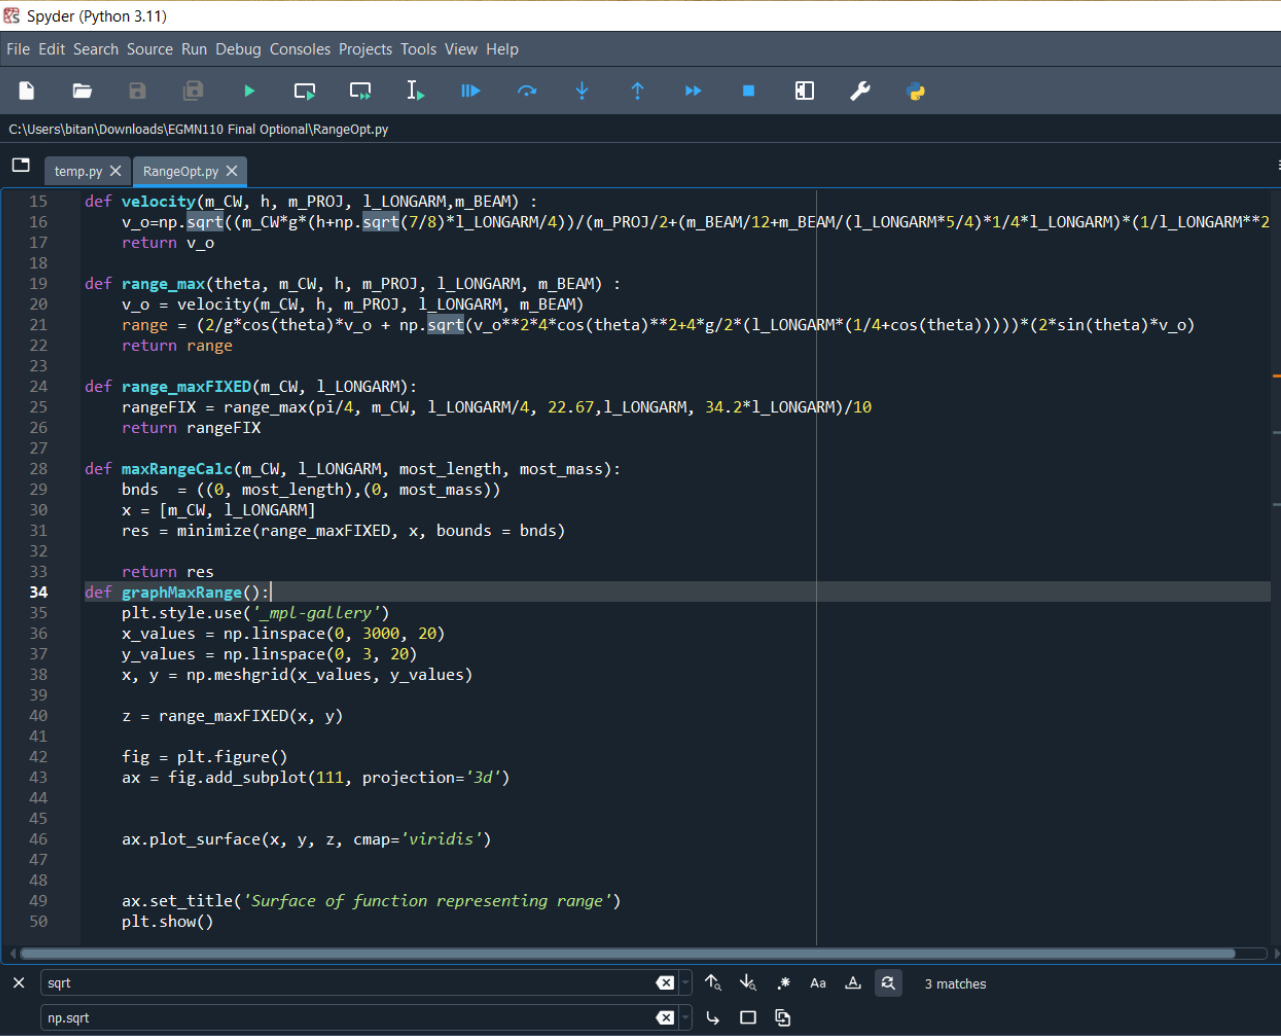 Spyder (Python 3.11)
File Edit Search Source Run Debug Consoles Projects Tools View Help
C:\Users\bitan\Downloads\EGMN110 Final Optional\RangeOpt.py
temp.py RangeOpt.py
15 def velocity(m_CW, h, m_PROJ, l_LONGARM,m_BEAM) :
16     v_o=np.sqrt((m_CW*g*(h+np.sqrt(7/8)*l_LONGARM/4))/(m_PROJ/2+(m_BEAM/12+m_BEAM/(l_LONGARM*5/4)*1/4*l_LONGARM)*(1/l_LONGARM**2
17     return v_o
18
19 def range_max(theta, m_CW, h, m_PROJ, l_LONGARM, m_BEAM) :
20     v_o = velocity(m_CW, h, m_PROJ, l_LONGARM, m_BEAM)
21     range = (2/g*cos(theta)*v_o + np.sqrt(v_o**2*4*cos(theta)**2+4*g/2*(l_LONGARM*(1/4+cos(theta)))))*(2*sin(theta)*v_o)
22     return range
23
24 def range_maxFIXED(m_CW, l_LONGARM):
25     rangeFIX = range_max(pi/4, m_CW, l_LONGARM/4, 22.67,l_LONGARM, 34.2*l_LONGARM)/10
26     return rangeFIX
27
28 def maxRangeCalc(m_CW, l_LONGARM, most_length, most_mass):
29     bnds  = ((0, most_length),(0, most_mass))
30     x = [m_CW, l_LONGARM]
31     res = minimize(range_maxFIXED, x, bounds = bnds)
32
33     return res
34 def graphMaxRange():
35     plt.style.use('_mpl-gallery')
36     x_values = np.linspace(0, 3000, 20)
37     y_values = np.linspace(0, 3, 20)
38     x, y = np.meshgrid(x_values, y_values)
39
40     z = range_maxFIXED(x, y)
41
42     fig = plt.figure()
43     ax = fig.add_subplot(111, projection='3d')
44
45
46     ax.plot_surface(x, y, z, cmap='viridis')
47
48
49     ax.set_title('Surface of function representing range')
50     plt.show()
sqrt .* Aa A 3 matches
np.sqrt